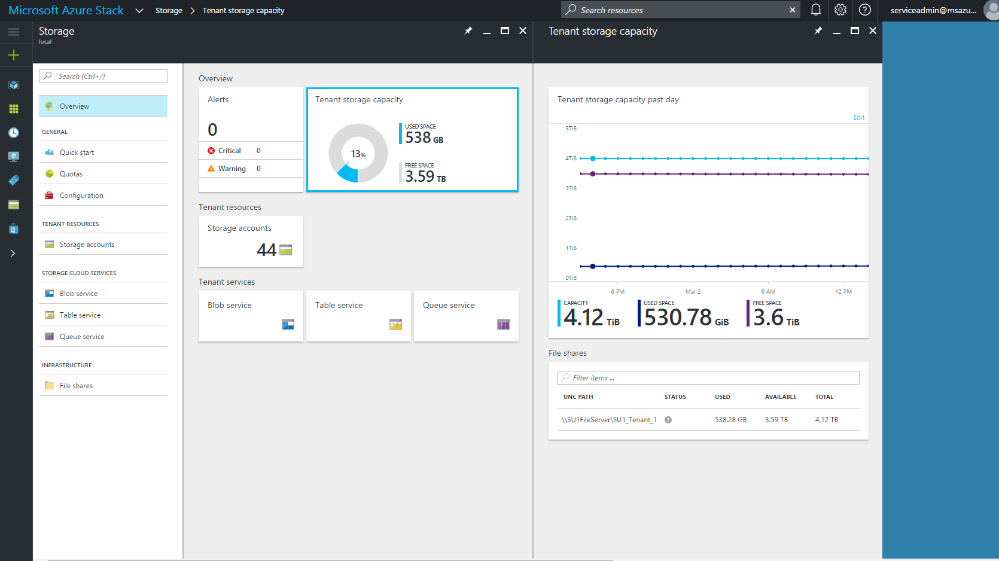 Microsoft Azure Stack Storage Tenant storage capacity Search resources serviceadmin@msazu...
Storage
local
Tenant storage capacity
Search (Ctrl+/)
Overview
GENERAL
Quick start
Quotas
Configuration
TENANT RESOURCES
Storage accounts
STORAGE CLOUD SERVICES
Blob service
Table service
Queue service
INFRASTRUCTURE
File shares
Overview
Alerts
0
Critical 0
Warning 0
Tenant storage capacity
13%
USED SPACE
538 GB
FREE SPACE
3.59 TB
Tenant resources
Storage accounts
44
Tenant services
Blob service
Table service
Queue service
Tenant storage capacity past day
Edit
5TiB
4TiB
3TiB
2TiB
1TiB
0TiB
6 PM Mar 2 6 AM 12 PM
CAPACITY
4.12 TiB
USED SPACE
530.78 GiB
FREE SPACE
3.6 TiB
File shares
Filter items ...
UNC PATH STATUS USED AVAILABLE TOTAL
\\SU1FileServer\SU1_Tenant_1 538.28 GB 3.59 TB 4.12 TB